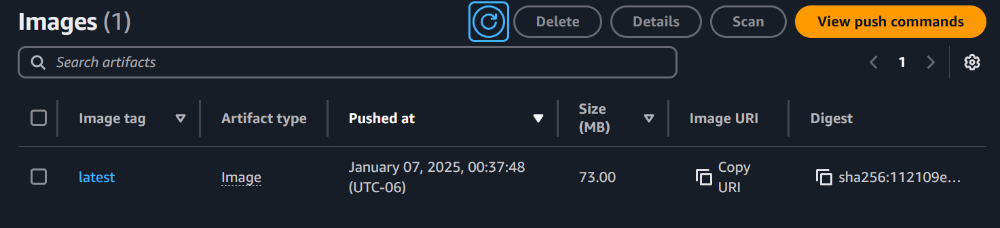 Images (1)
Delete
Details
Scan
View push commands
Search artifacts
1
Image tag
Artifact type
Pushed at
Size
(MB)
Image URI
Digest
latest
Image
January 07, 2025, 00:37:48
(UTC-06)
73.00
Copy
URI
sha256:112109e...